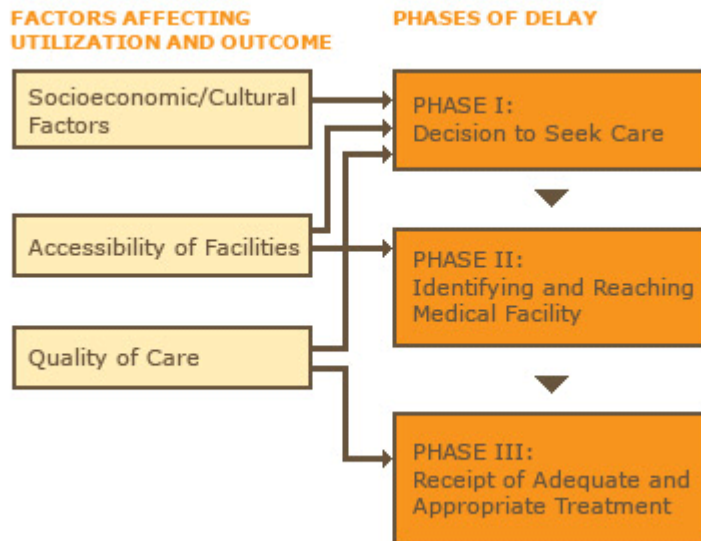 FACTORS AFFECTING
UTILIZATION AND OUTCOME
Socioeconomic/Cultural
Factors
Accessibility of Facilities
Quality of Care
PHASES OF DELAY
PHASE I:
Decision to Seek Care
PHASE II:
Identifying and Reaching
Medical Facility
PHASE III:
Receipt of Adequate and
Appropriate Treatment